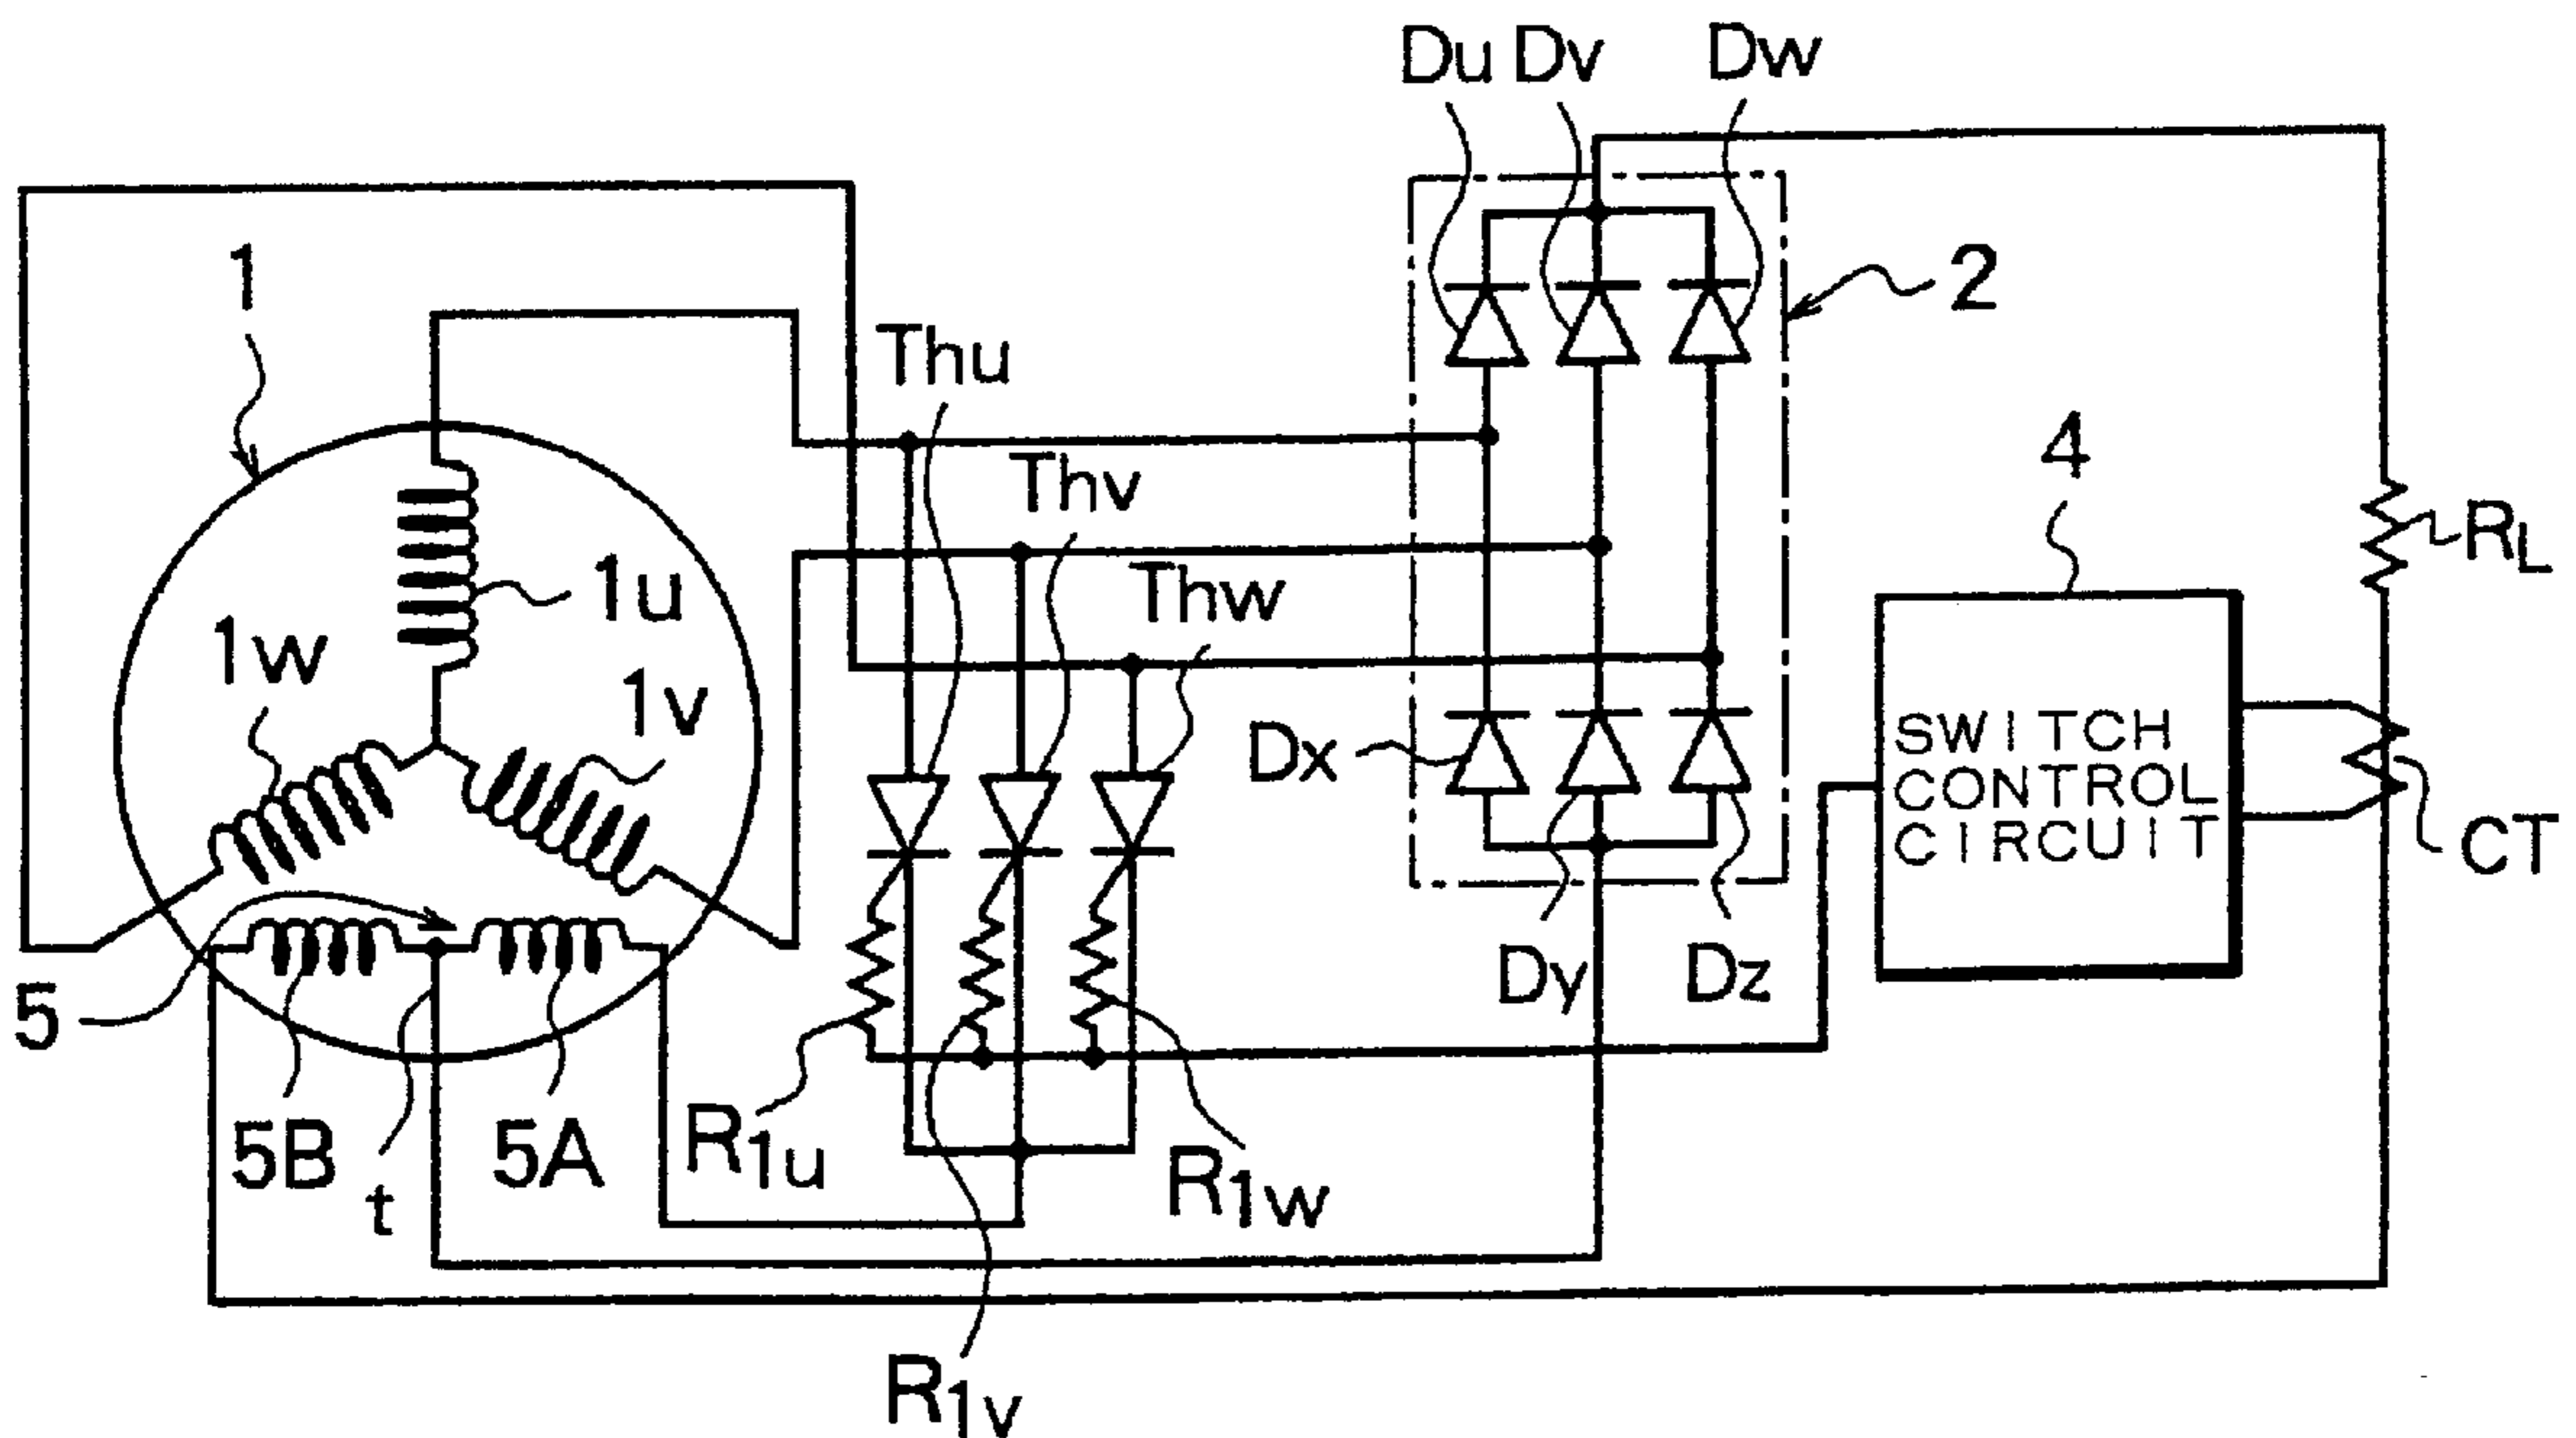 Du Dv Dw
1
2
Thu
4
Thv
RL
1u
Thw
1w
1v
Dx
SWITCH
CONTROL
CIRCUIT
CT
5
Dy
Dz
5B
t
5A
R1u
R1w
R1v